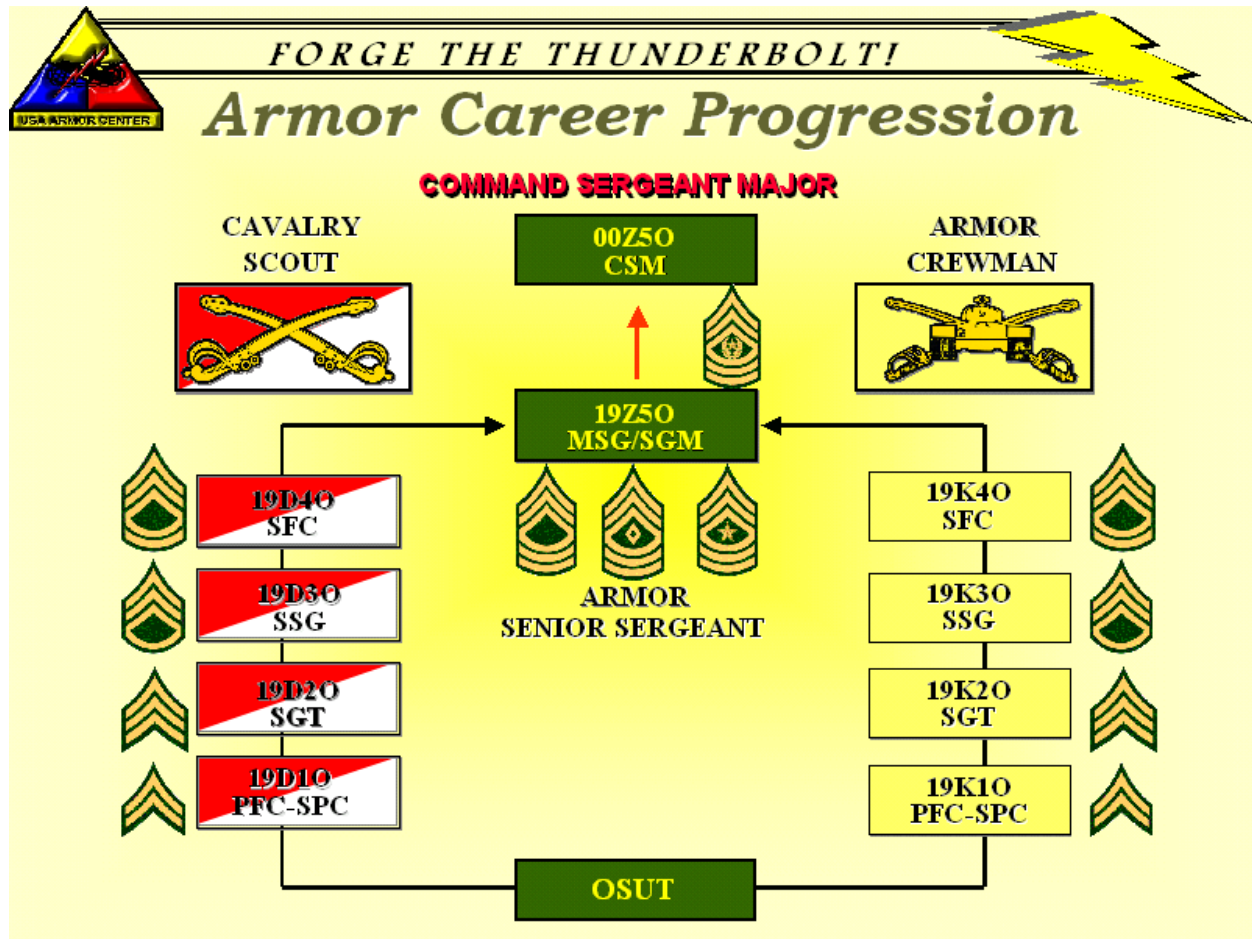 FORGE THE THUNDERBOLT!
USA ARMOR CENTER
Armor Career Progression
COMMAND SERGEANT MAJOR
CAVALRY
SCOUT
00Z5O
CSM
ARMOR
CREWMAN
19Z5O
MSG/SGM
19D4O
SFC
19K4O
SFC
19D3O
SSG
ARMOR
SENIOR SERGEANT
19K3O
SSG
19D2O
SGT
19K2O
SGT
19D1O
PFC-SPC
19K1O
PFC-SPC
OSUT